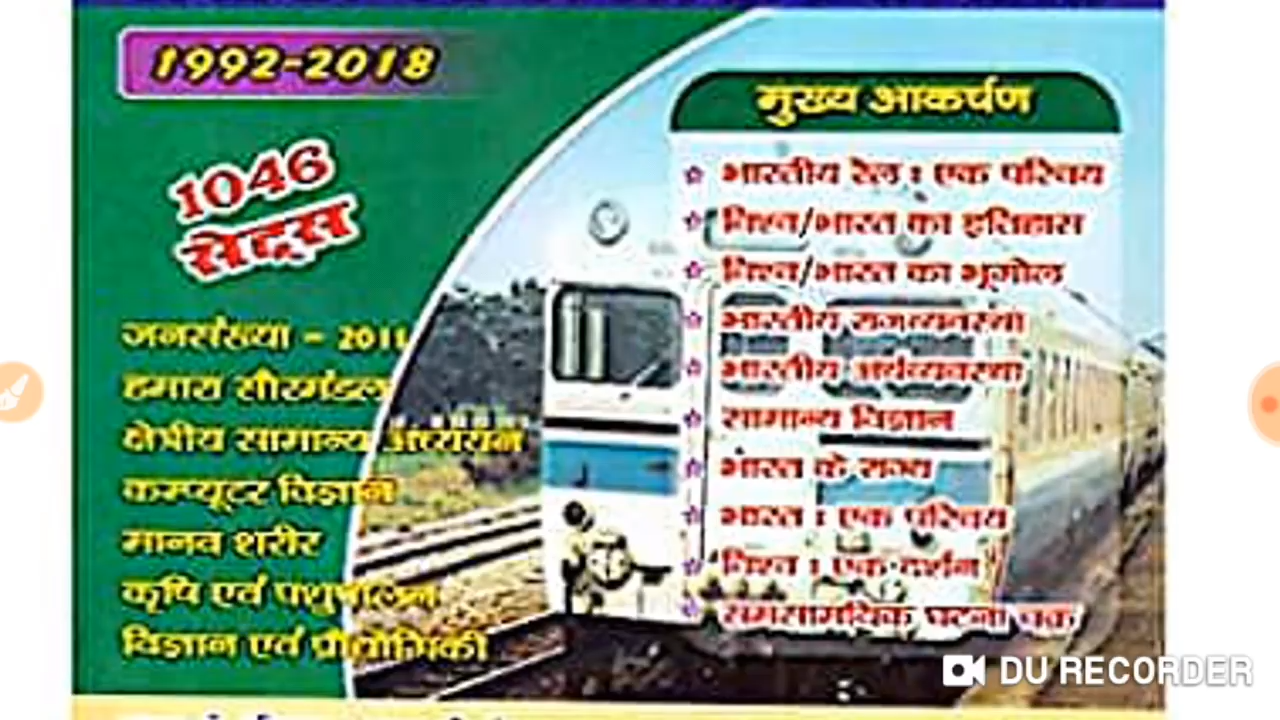 1992-2018
1046
सेट्स
जनसंख्या - 2011
हमारा सौरमंडल
क्षेत्रीय सामान्य अध्ययन
कम्प्यूटर विज्ञान
मानव शरीर
कृषि एवं पशुपालन
विज्ञान एवं प्रौद्योगिकी
मुख्य आकर्षण
भारतीय रेल : एक परिचय
विश्व/भारत का इतिहास
विश्व/भारत का भूगोल
भारतीय राजव्यवस्था
भारतीय अर्थव्यवस्था
सामान्य विज्ञान
भारत के राज्य
भारत : एक परिचय
विश्व : एक दर्शन
समसामयिक घटना चक्र
DU RECORDER